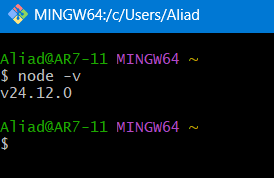 MINGW64:/c/Users/Aliad
Aliad@AR7-11 MINGW64 ~
$ node -v
v24.12.0
Aliad@AR7-11 MINGW64 ~
$